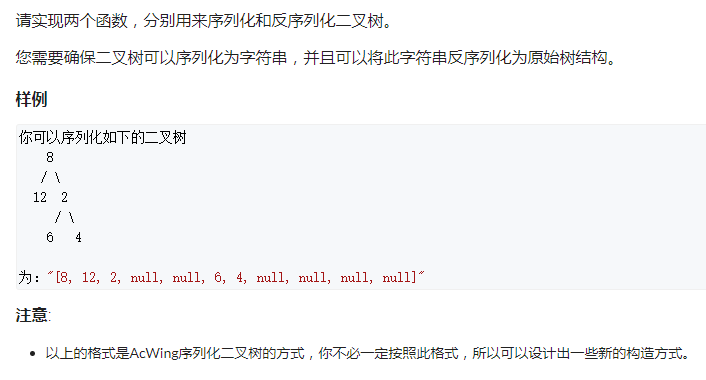 请实现两个函数，分别用来序列化和反序列化二叉树。
您需要确保二叉树可以序列化为字符串，并且可以将此字符串反序列化为原始树结构。
样例
你可以序列化如下的二叉树
    8
   / \
  12  2
     / \
    6   4
为："[8, 12, 2, null, null, 6, 4, null, null, null, null]"
注意:
• 以上的格式是AcWing序列化二叉树的方式，你不必一定按照此格式，所以可以设计出一些新的构造方式。